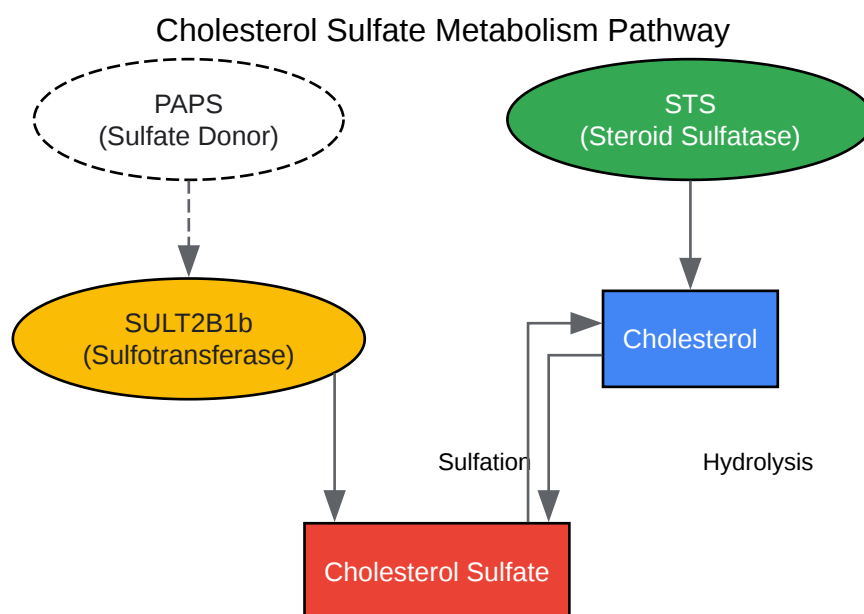 Cholesterol Sulfate Metabolism Pathway
PAPS
(Sulfate Donor)
STS
(Steroid Sulfatase)
SULT2B1b
(Sulfotransferase)
Cholesterol
Sulfation
Hydrolysis
Cholesterol Sulfate